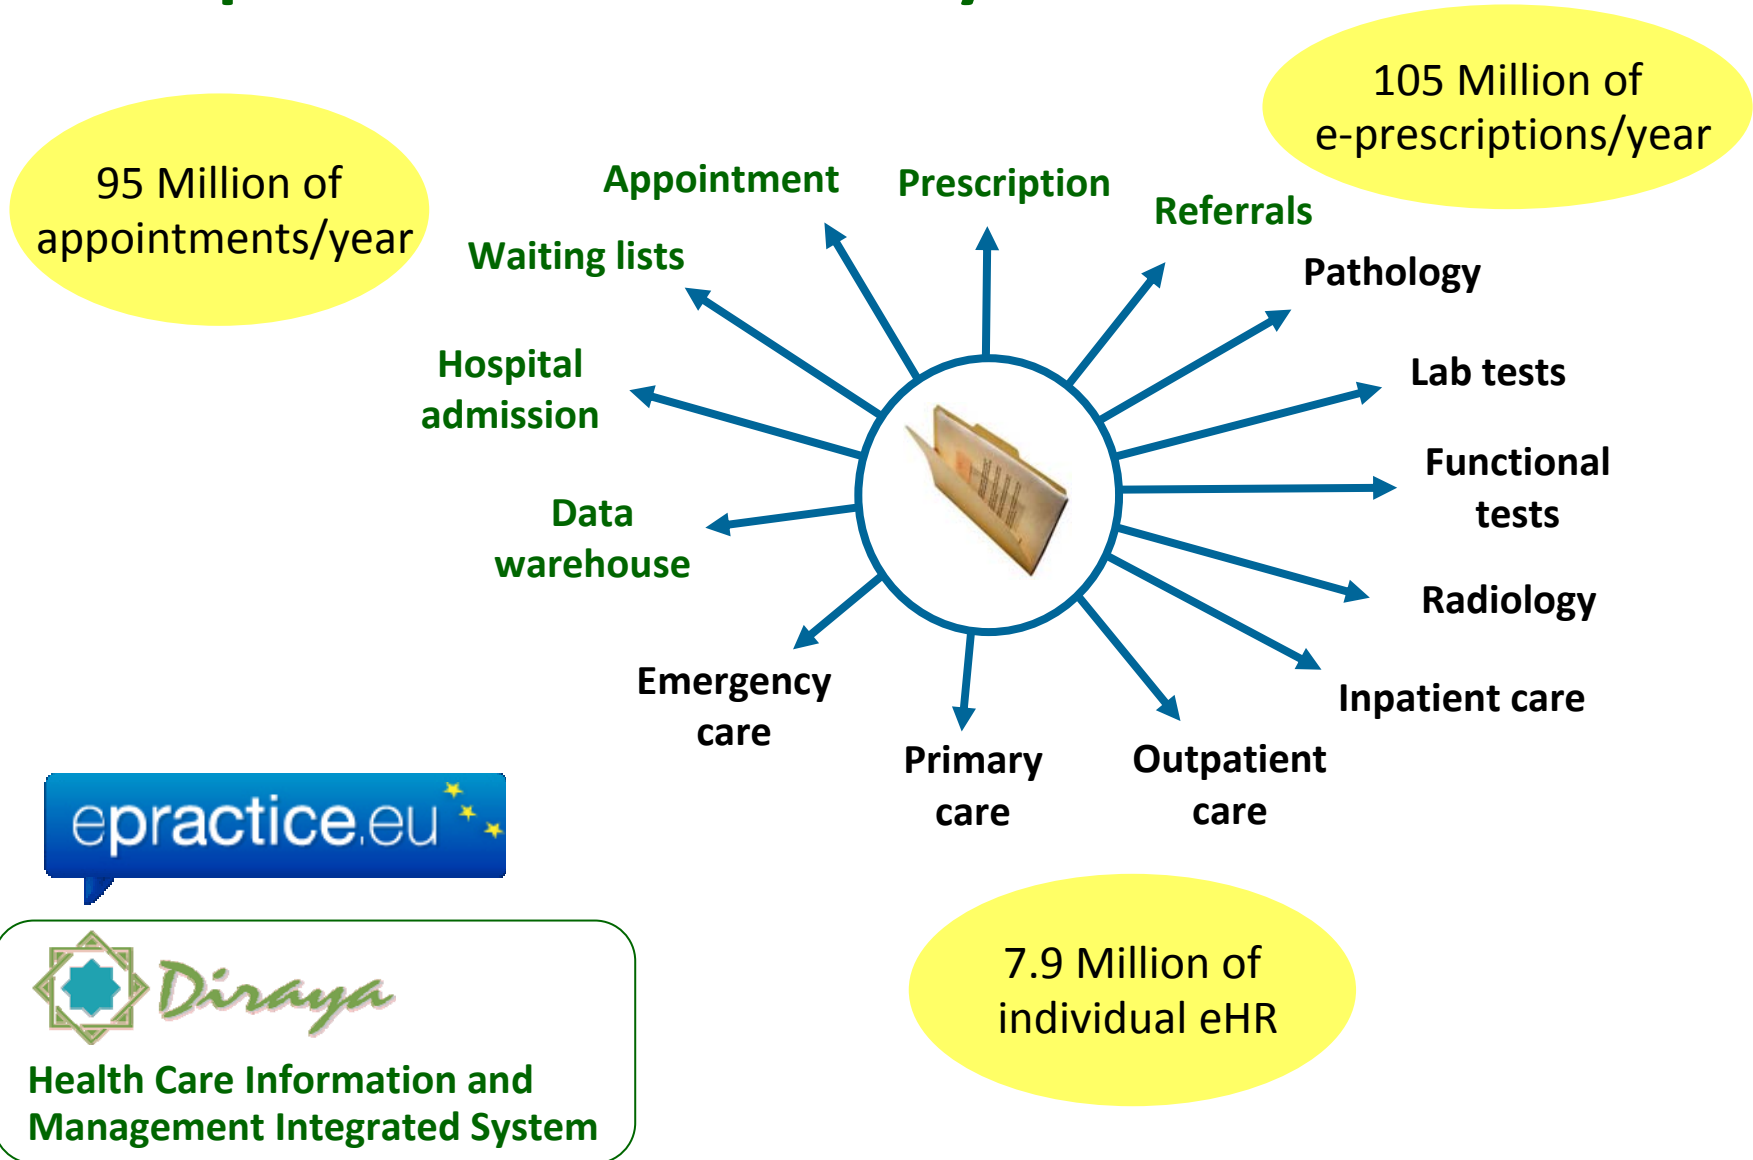 105 Million of
e-prescriptions/year
95 Million of
appointments/year
Appointment
Prescription
Referrals
Waiting lists
Pathology
Hospital
admission
Lab tests
Functional
tests
Data
warehouse
Radiology
Emergency
care
Inpatient care
Primary
care
Outpatient
care
epractice.eu
7.9 Million of
individual eHR
Diraya
Health Care Information and
Management Integrated System